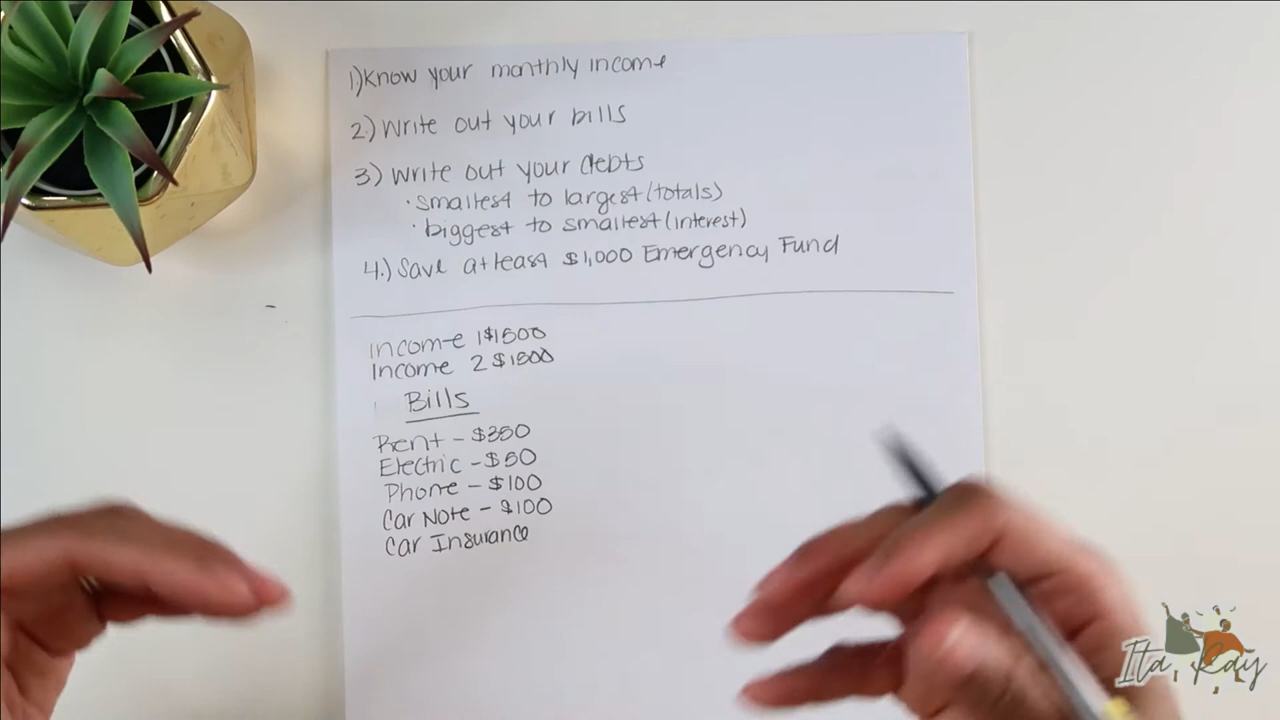 1.) Know your monthly income
2.) Write out your bills
3.) Write out your debts
· smallest to largest (totals)
· biggest to smallest (interest)
4.) Save atleast $1,000 Emergency Fund
Income 1 $1500
Income 2 $1500
Bills
Rent - $350
Electric - $50
Phone - $100
Car Note - $100
Car Insurance
Ita Kay